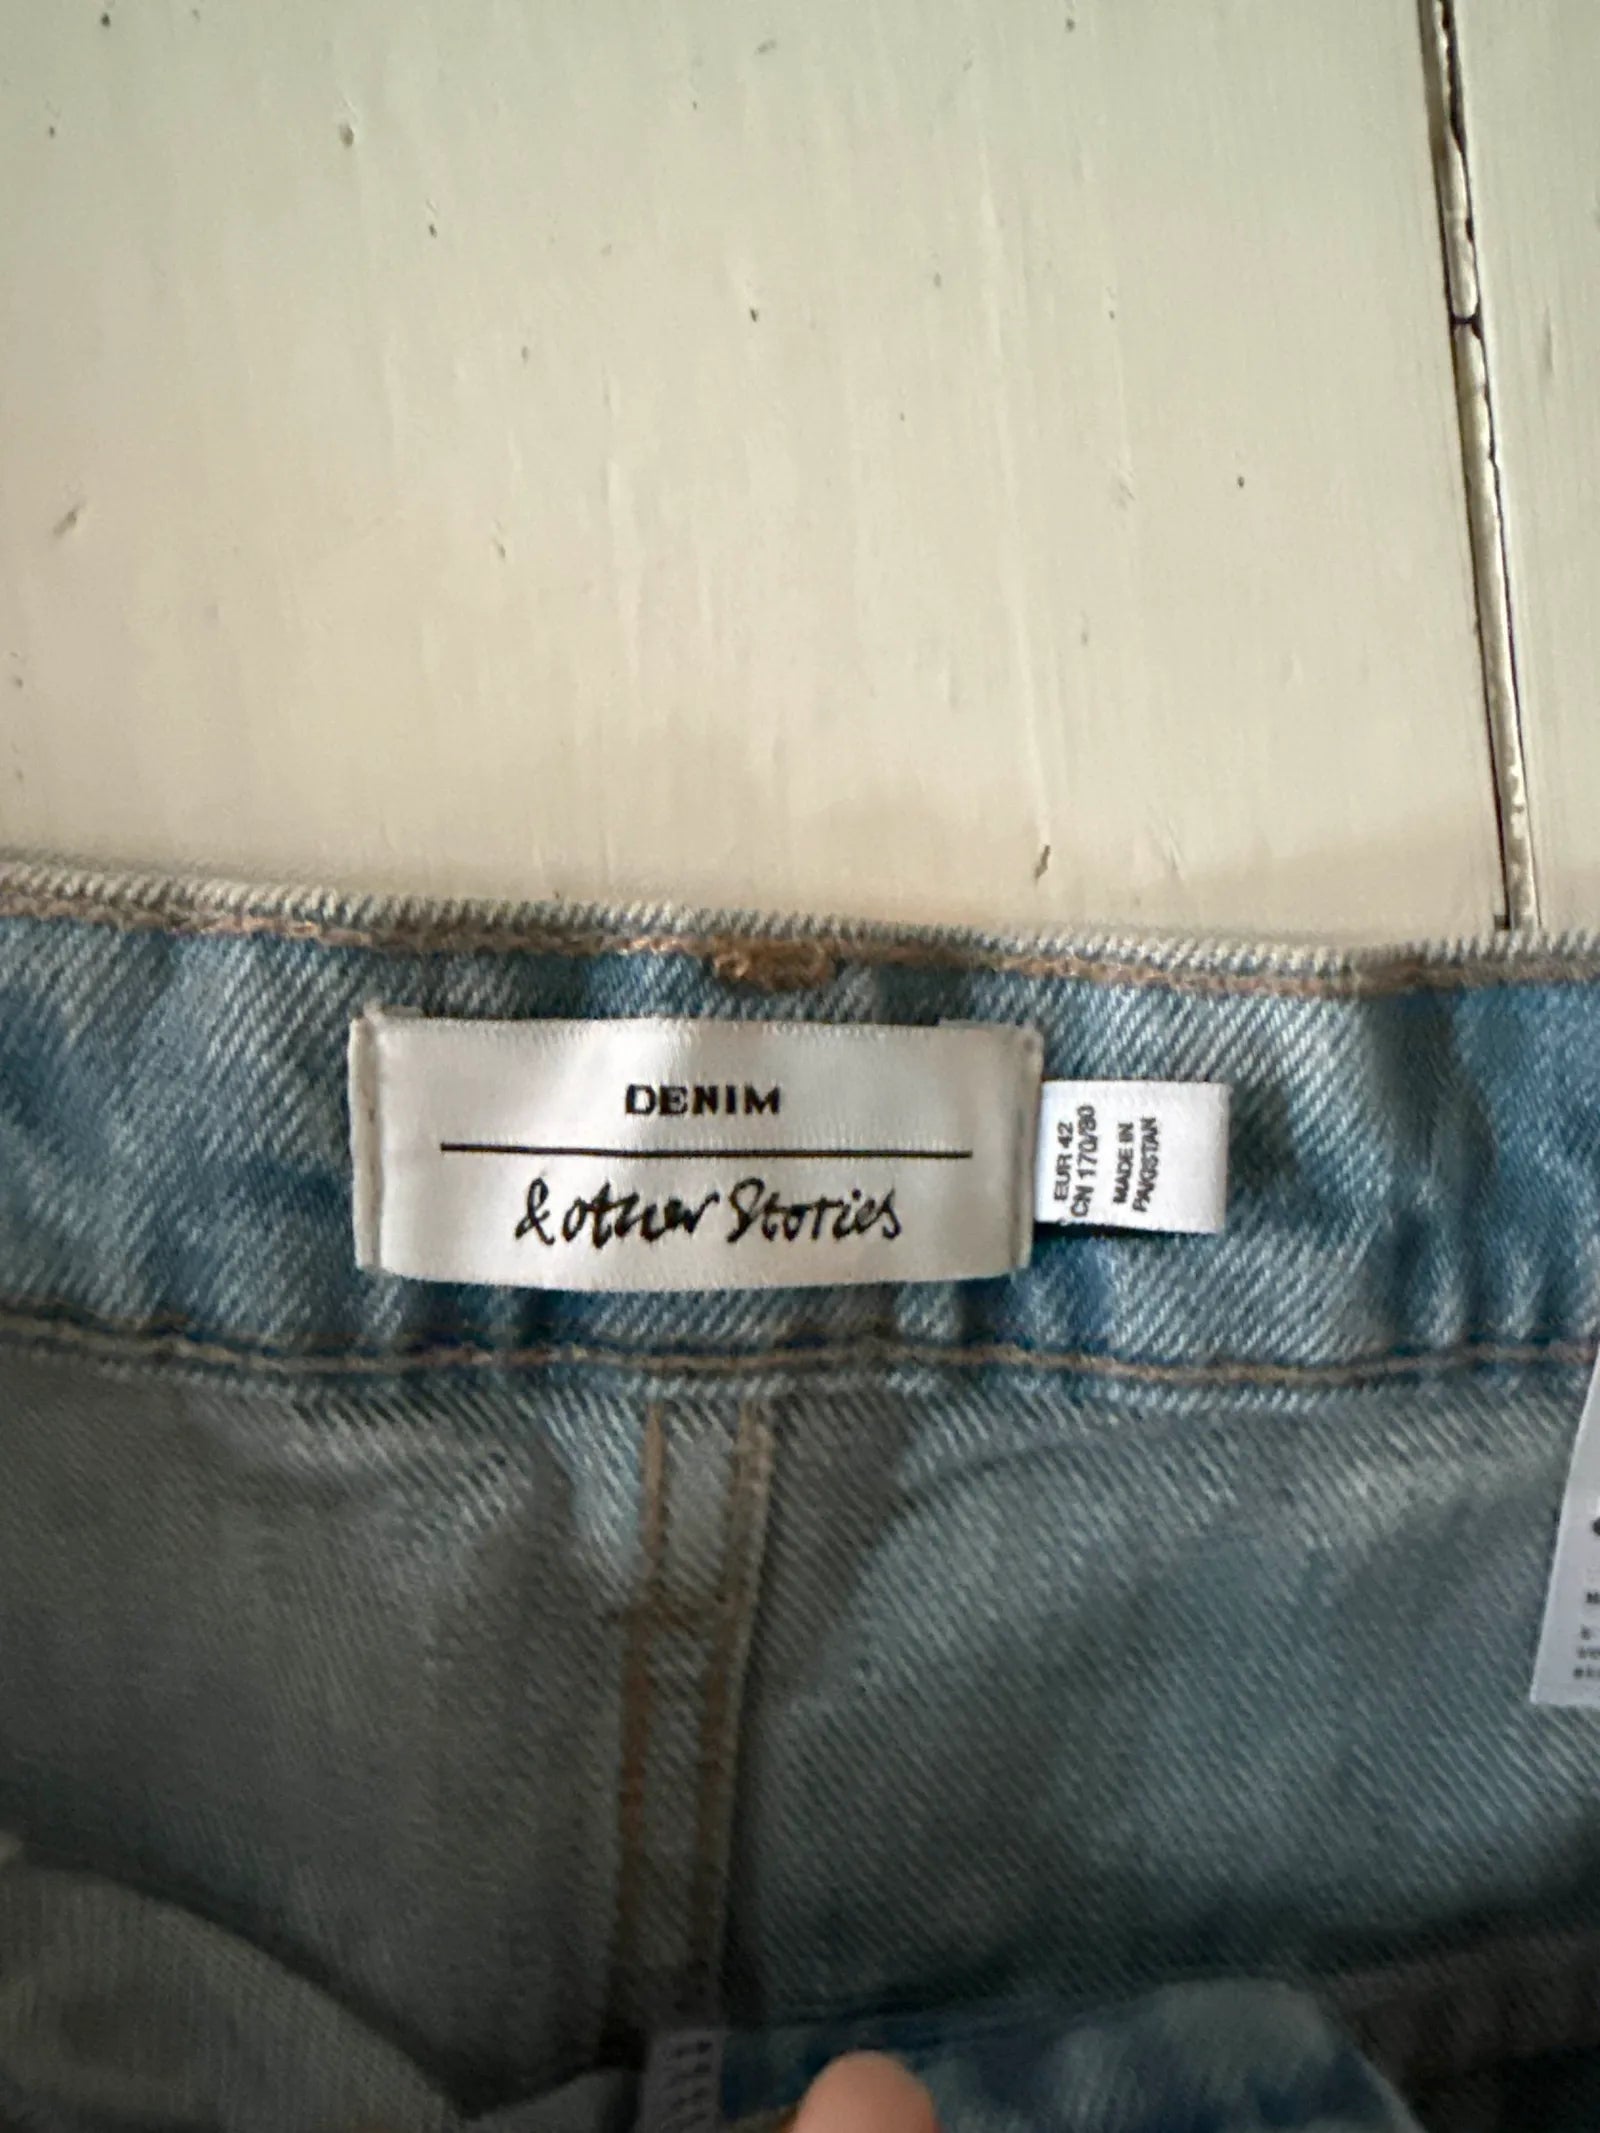 DENIM
& other Stories
EUR 42
CN 170/80
MADE IN
PAKISTAN